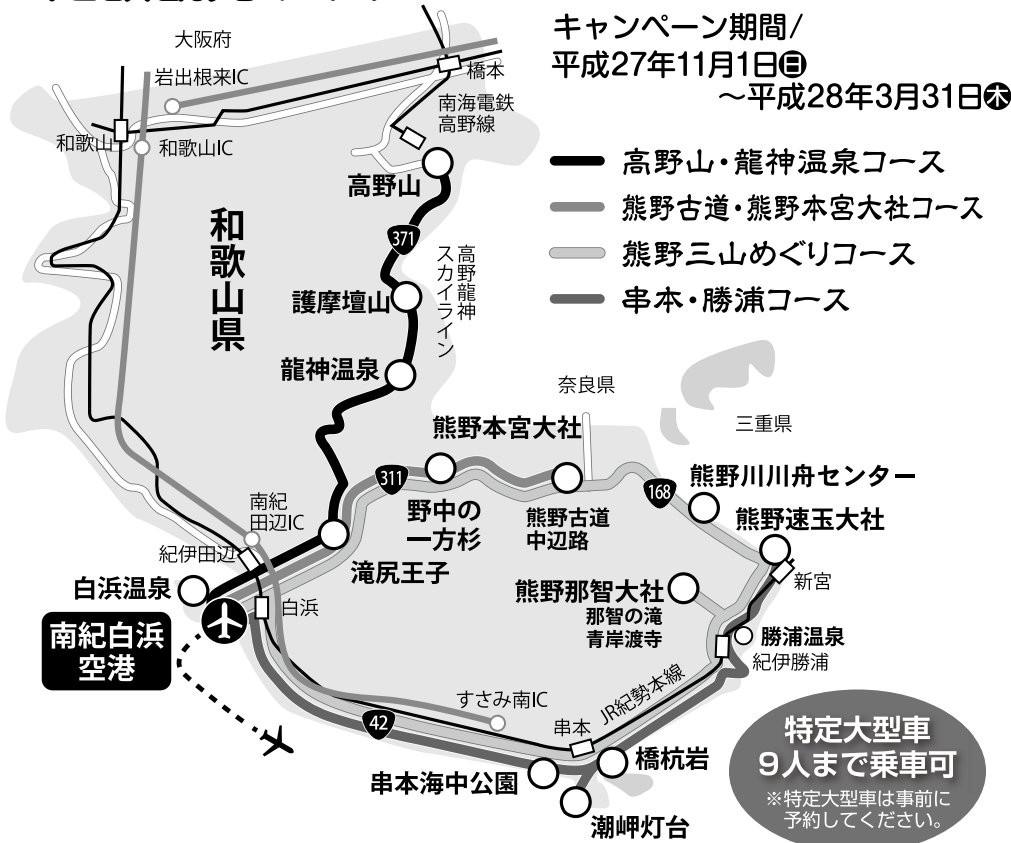 キャンペーン期間/
平成27年11月1日㊐
～平成28年3月31日㊍
高野山・龍神温泉コース
熊野古道・熊野本宮大社コース
熊野三山めぐりコース
串本・勝浦コース
大阪府
岩出根来IC
橋本
南海電鉄
高野線
和歌山
和歌山IC
高野山
和歌山県
371
高野龍神
スカイライン
護摩壇山
龍神温泉
奈良県
三重県
熊野本宮大社
311
熊野川川舟センター
168
南紀
田辺IC
野中の
一方杉
熊野古道
中辺路
熊野速玉大社
紀伊田辺
滝尻王子
白浜温泉
白浜
熊野那智大社
那智の滝
青岸渡寺
新宮
南紀白浜
空港
勝浦温泉
紀伊勝浦
すさみ南IC
JR紀勢本線
42
串本
橋杭岩
串本海中公園
潮岬灯台
特定大型車
9人まで乗車可
※特定大型車は事前に
予約してください。